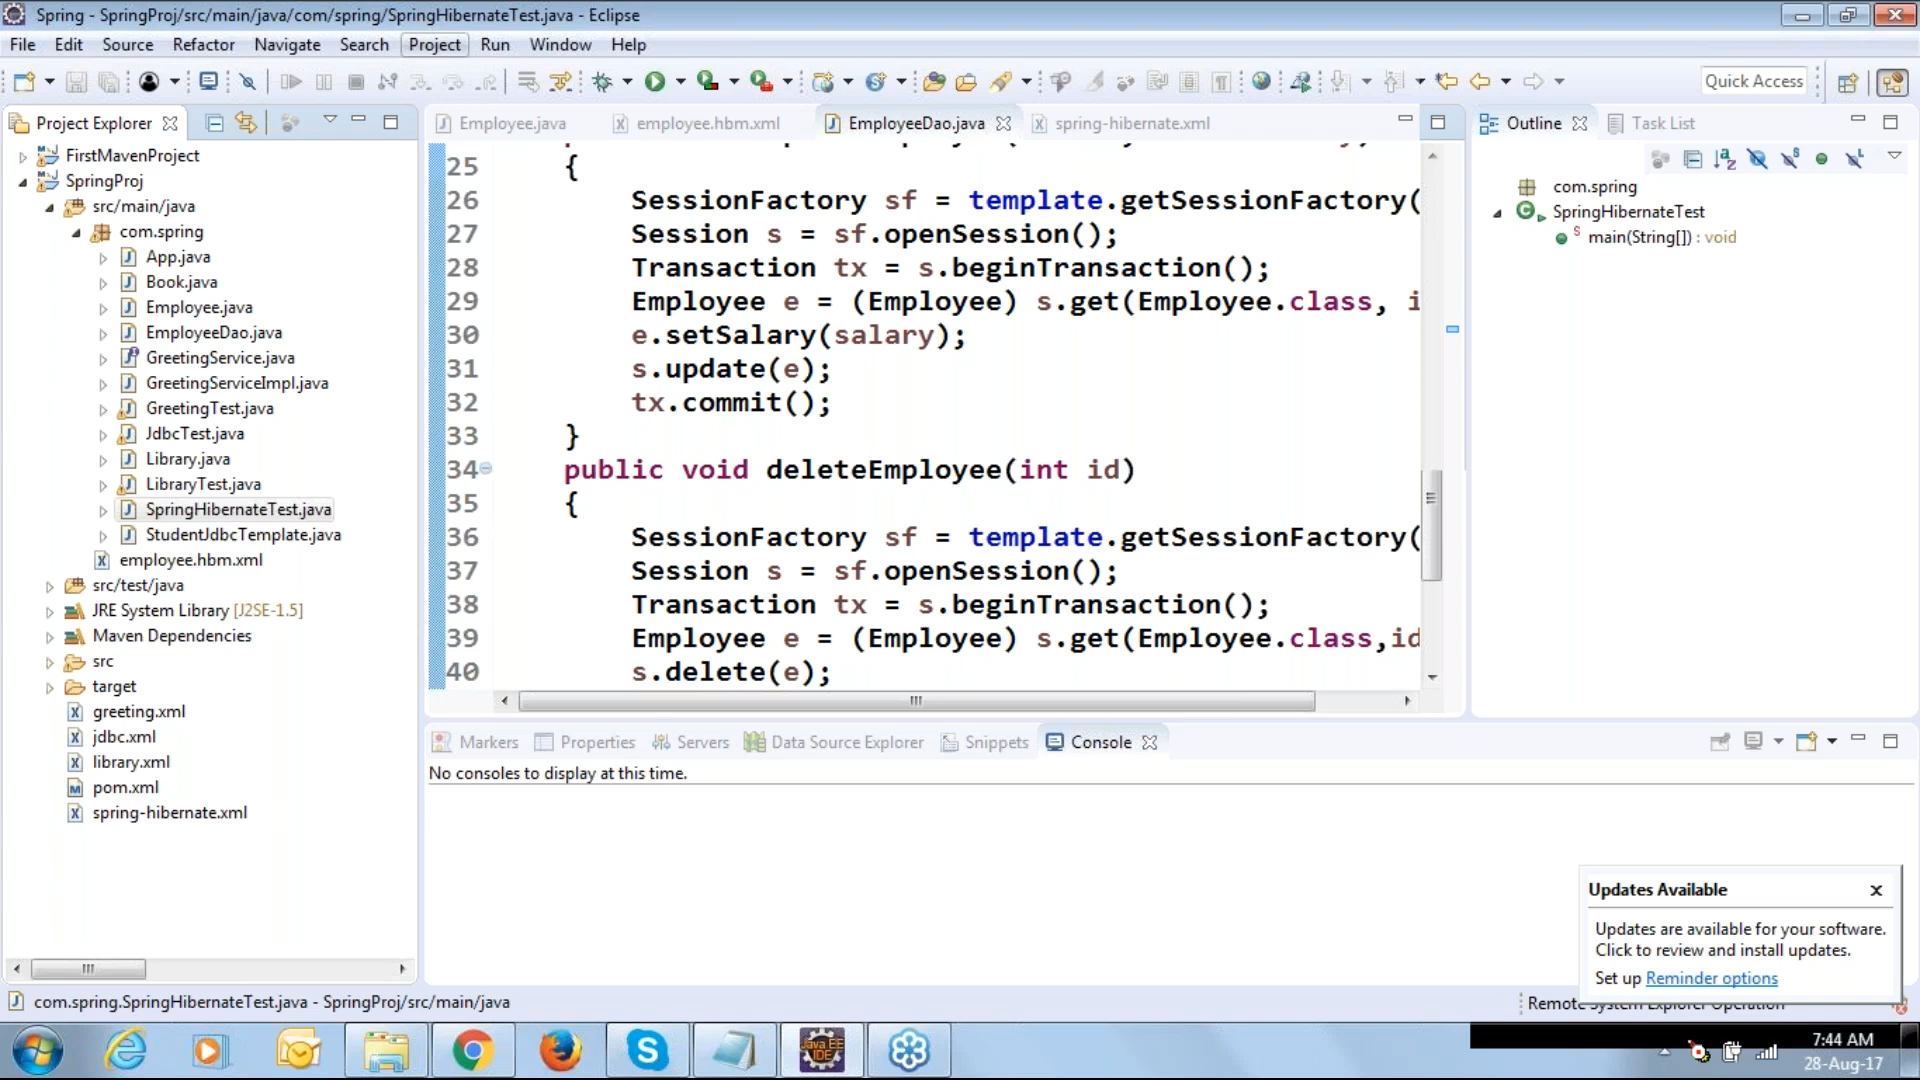 Spring - SpringProj/src/main/java/com/spring/SpringHibernateTest.java - Eclipse
File Edit Source Refactor Navigate Search Project Run Window Help
Quick Access
Project Explorer
FirstMavenProject
SpringProj
src/main/java
com.spring
App.java
Book.java
Employee.java
EmployeeDao.java
GreetingService.java
GreetingServiceImpl.java
GreetingTest.java
JdbcTest.java
Library.java
LibraryTest.java
SpringHibernateTest.java
StudentJdbcTemplate.java
employee.hbm.xml
src/test/java
JRE System Library [J2SE-1.5]
Maven Dependencies
src
target
greeting.xml
jdbc.xml
library.xml
pom.xml
spring-hibernate.xml
Employee.java employee.hbm.xml EmployeeDao.java spring-hibernate.xml
25 {
26 SessionFactory sf = template.getSessionFactory(
27 Session s = sf.openSession();
28 Transaction tx = s.beginTransaction();
29 Employee e = (Employee) s.get(Employee.class, i
30 e.setSalary(salary);
31 s.update(e);
32 tx.commit();
33 }
34 public void deleteEmployee(int id)
35 {
36 SessionFactory sf = template.getSessionFactory(
37 Session s = sf.openSession();
38 Transaction tx = s.beginTransaction();
39 Employee e = (Employee) s.get(Employee.class,id
40 s.delete(e);
Outline Task List
com.spring
SpringHibernateTest
main(String[]) : void
Markers Properties Servers Data Source Explorer Snippets Console
No consoles to display at this time.
Updates Available
Updates are available for your software.
Click to review and install updates.
Set up Reminder options
com.spring.SpringHibernateTest.java - SpringProj/src/main/java
Remote System Explorer Operation
Java EE
IDE
7:44 AM
28-Aug-17